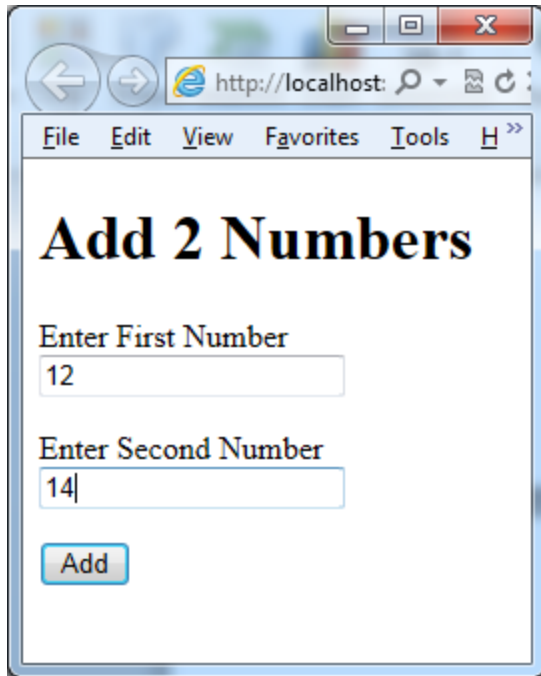 http://localhost:
File Edit View Favorites Tools H
Add 2 Numbers
Enter First Number
12
Enter Second Number
14
Add